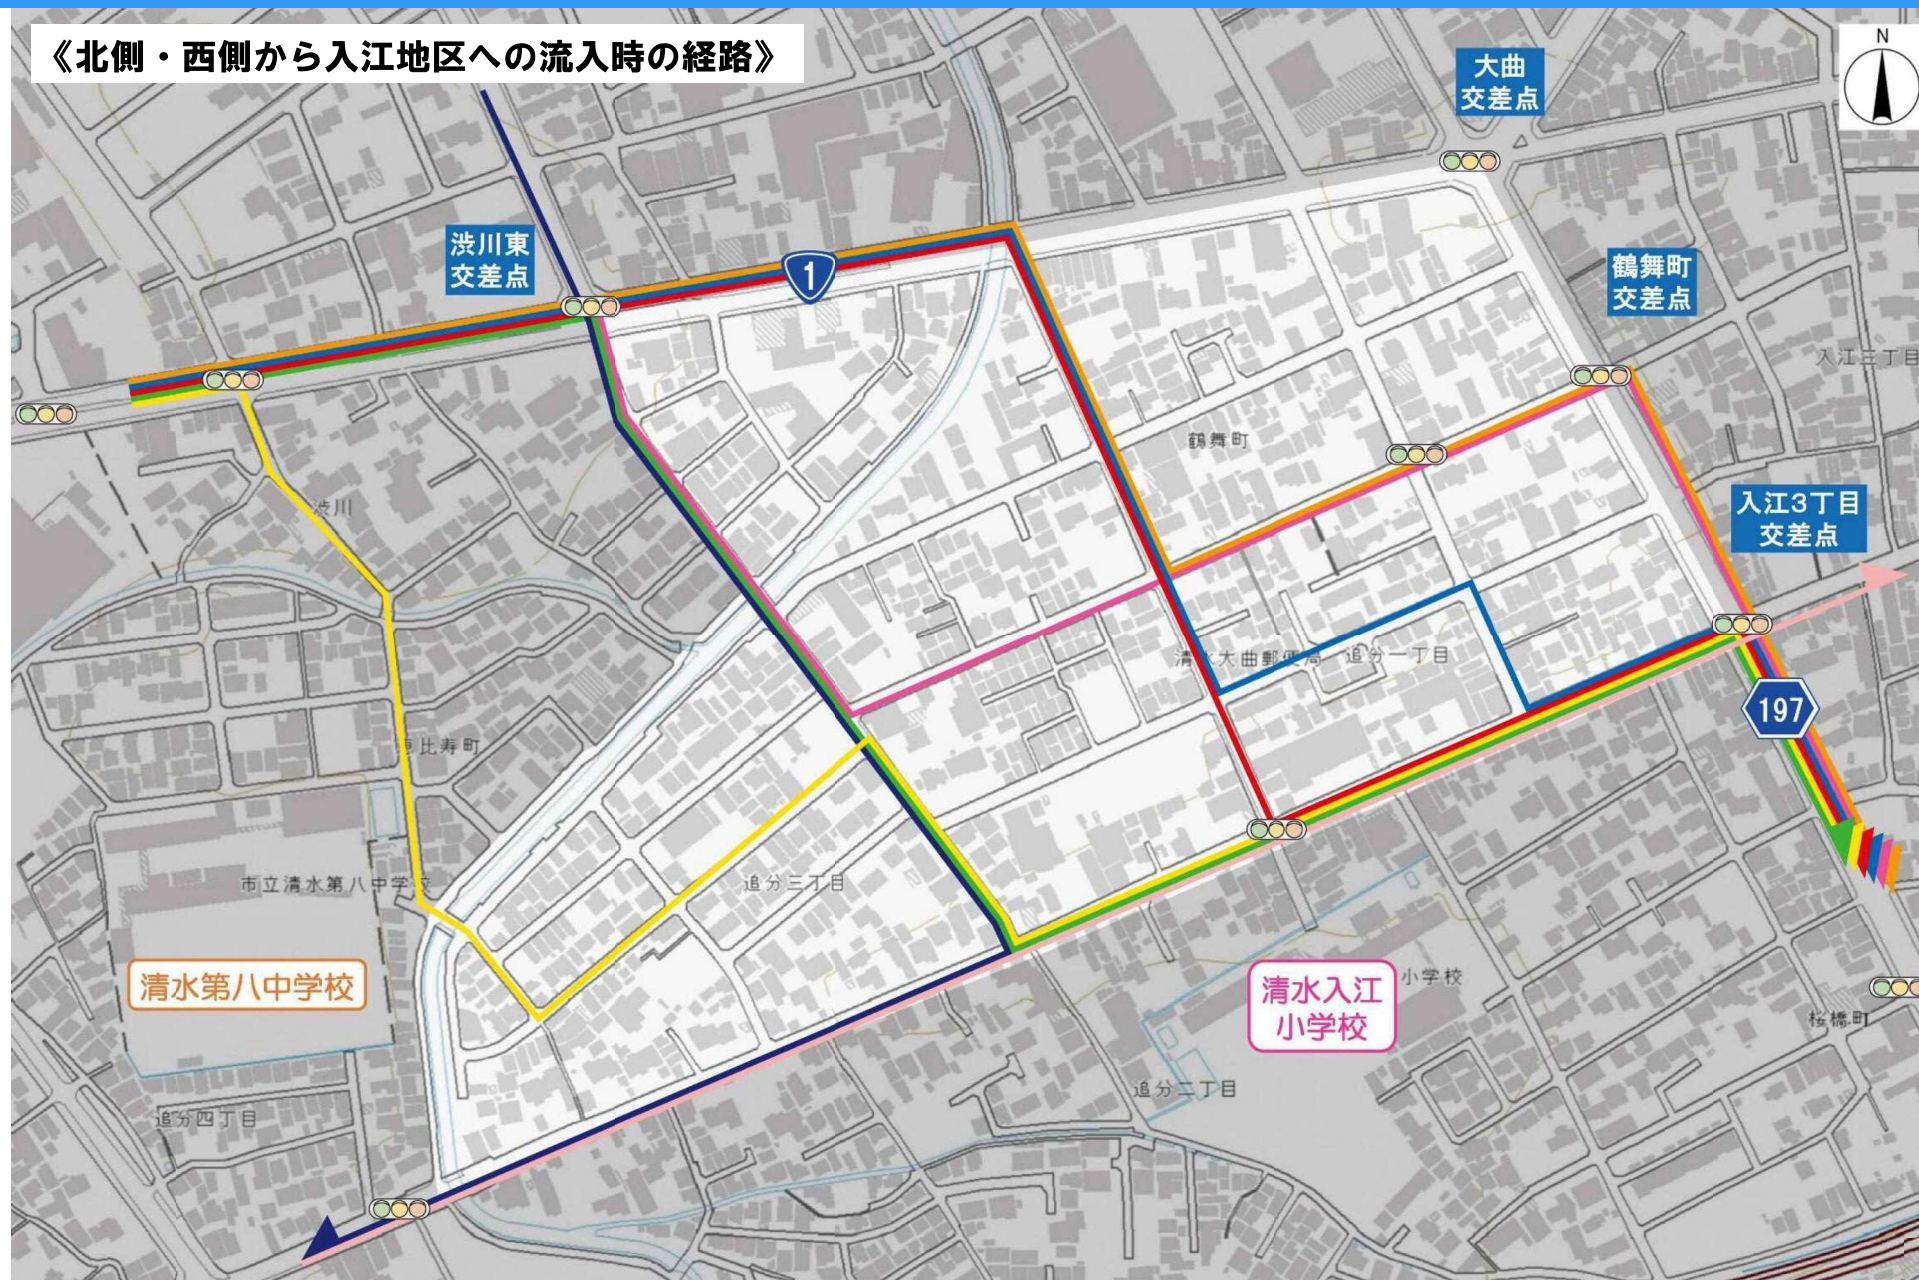 《北側・西側から入江地区への流入時の経路》
N
大曲
交差点
渋川東
交差点
1
鶴舞町
交差点
入江三丁目
鶴舞町
入江3丁目
交差点
渋川
清水大曲郵便局
追分一丁目
197
恵比寿町
市立清水第八中学校
追分三丁目
清水第八中学校
清水入江
小学校
小学校
桜橋町
追分二丁目
追分四丁目